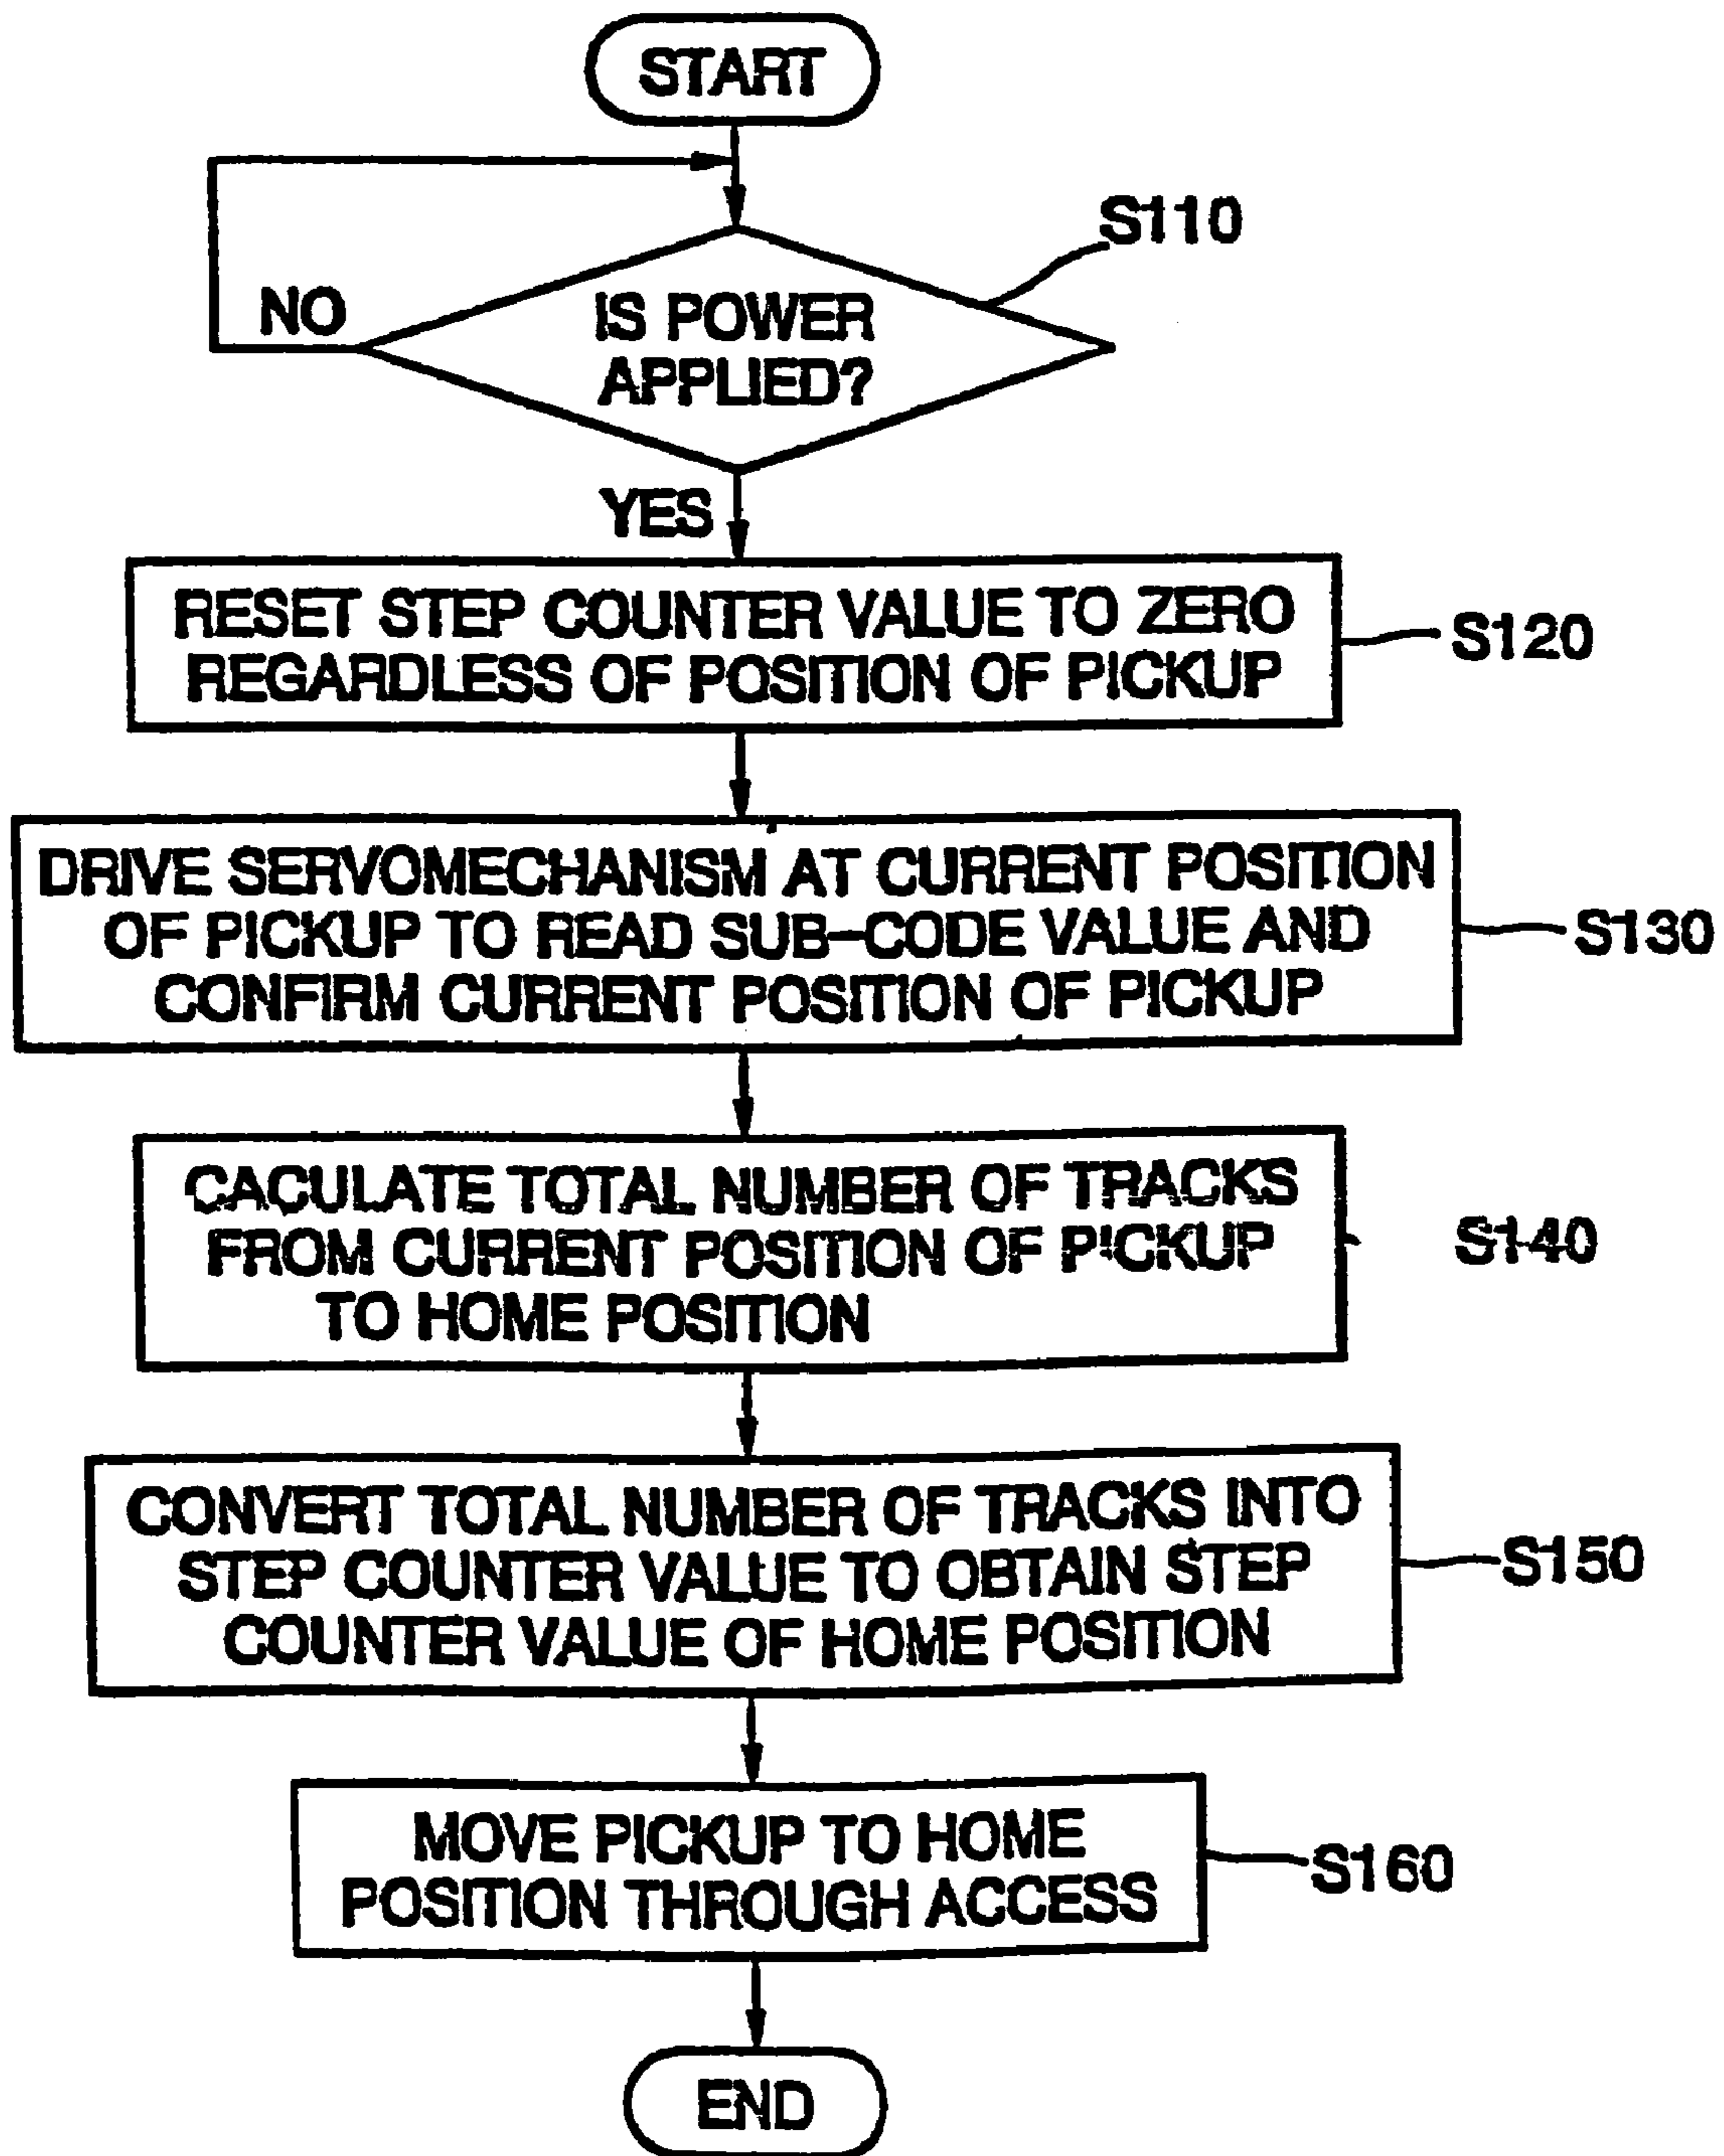 START
S110
NO
IS POWER
APPLIED?
YES
RESET STEP COUNTER VALUE TO ZERO
REGARDLESS OF POSITION OF PICKUP
S120
DRIVE SERVOMECHANISM AT CURRENT POSITION
OF PICKUP TO READ SUB-CODE VALUE AND
CONFIRM CURRENT POSITION OF PICKUP
S130
CACULATE TOTAL NUMBER OF TRACKS
FROM CURRENT POSITION OF PICKUP
TO HOME POSITION
S140
CONVERT TOTAL NUMBER OF TRACKS INTO
STEP COUNTER VALUE TO OBTAIN STEP
COUNTER VALUE OF HOME POSITION
S150
MOVE PICKUP TO HOME
POSITION THROUGH ACCESS
S160
END